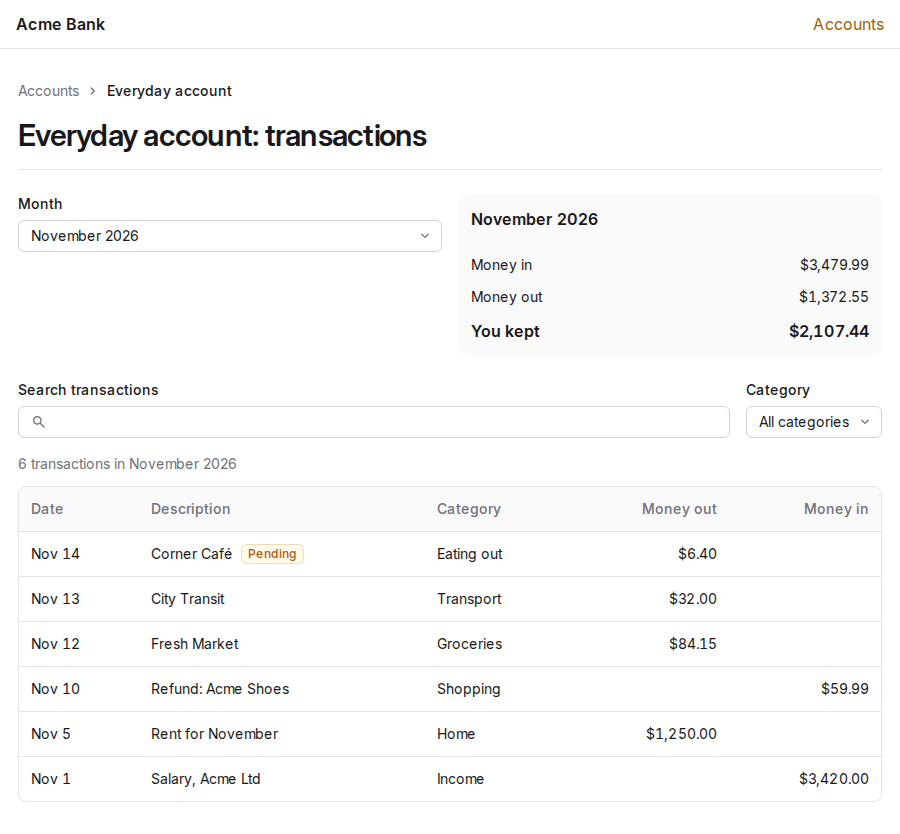 Acme Bank Accounts
Accounts Everyday account
Everyday account: transactions
Month
November 2026
November 2026
Money in $3,479.99
Money out $1,372.55
You kept $2,107.44
Search transactions
Category
All categories
6 transactions in November 2026
Date Description Category Money out Money in
Nov 14 Corner Café Pending Eating out $6.40
Nov 13 City Transit Transport $32.00
Nov 12 Fresh Market Groceries $84.15
Nov 10 Refund: Acme Shoes Shopping $59.99
Nov 5 Rent for November Home $1,250.00
Nov 1 Salary, Acme Ltd Income $3,420.00